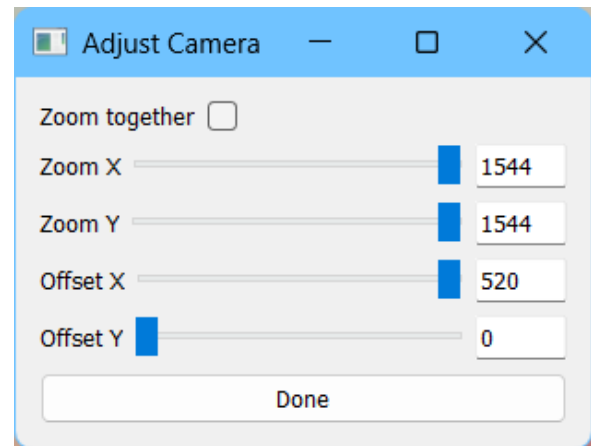 Adjust Camera
Zoom together
Zoom X 1544
Zoom Y 1544
Offset X 520
Offset Y 0
Done